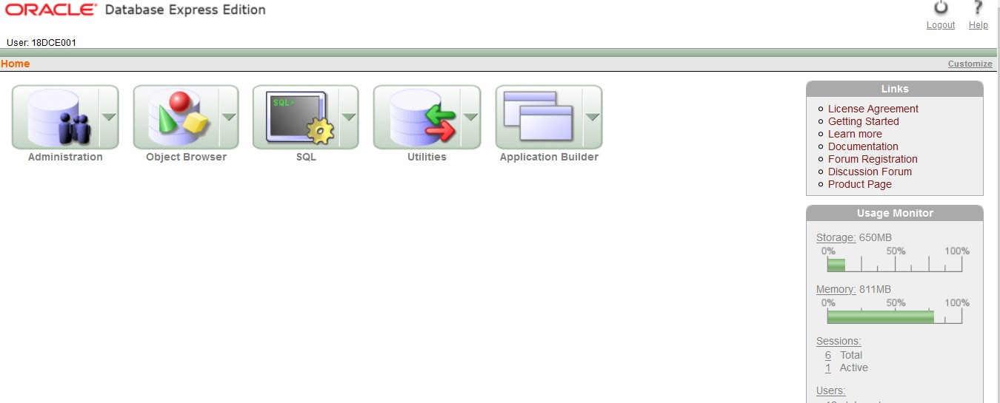 ORACLE Database Express Edition
Logout Help
User: 18DCE001
Home Customize
SQL>
Administration Object Browser SQL Utilities Application Builder
Links
License Agreement
Getting Started
Learn more
Documentation
Forum Registration
Discussion Forum
Product Page
Usage Monitor
Storage: 650MB
0% 50% 100%
Memory: 811MB
0% 50% 100%
Sessions:
6 Total
1 Active
Users: